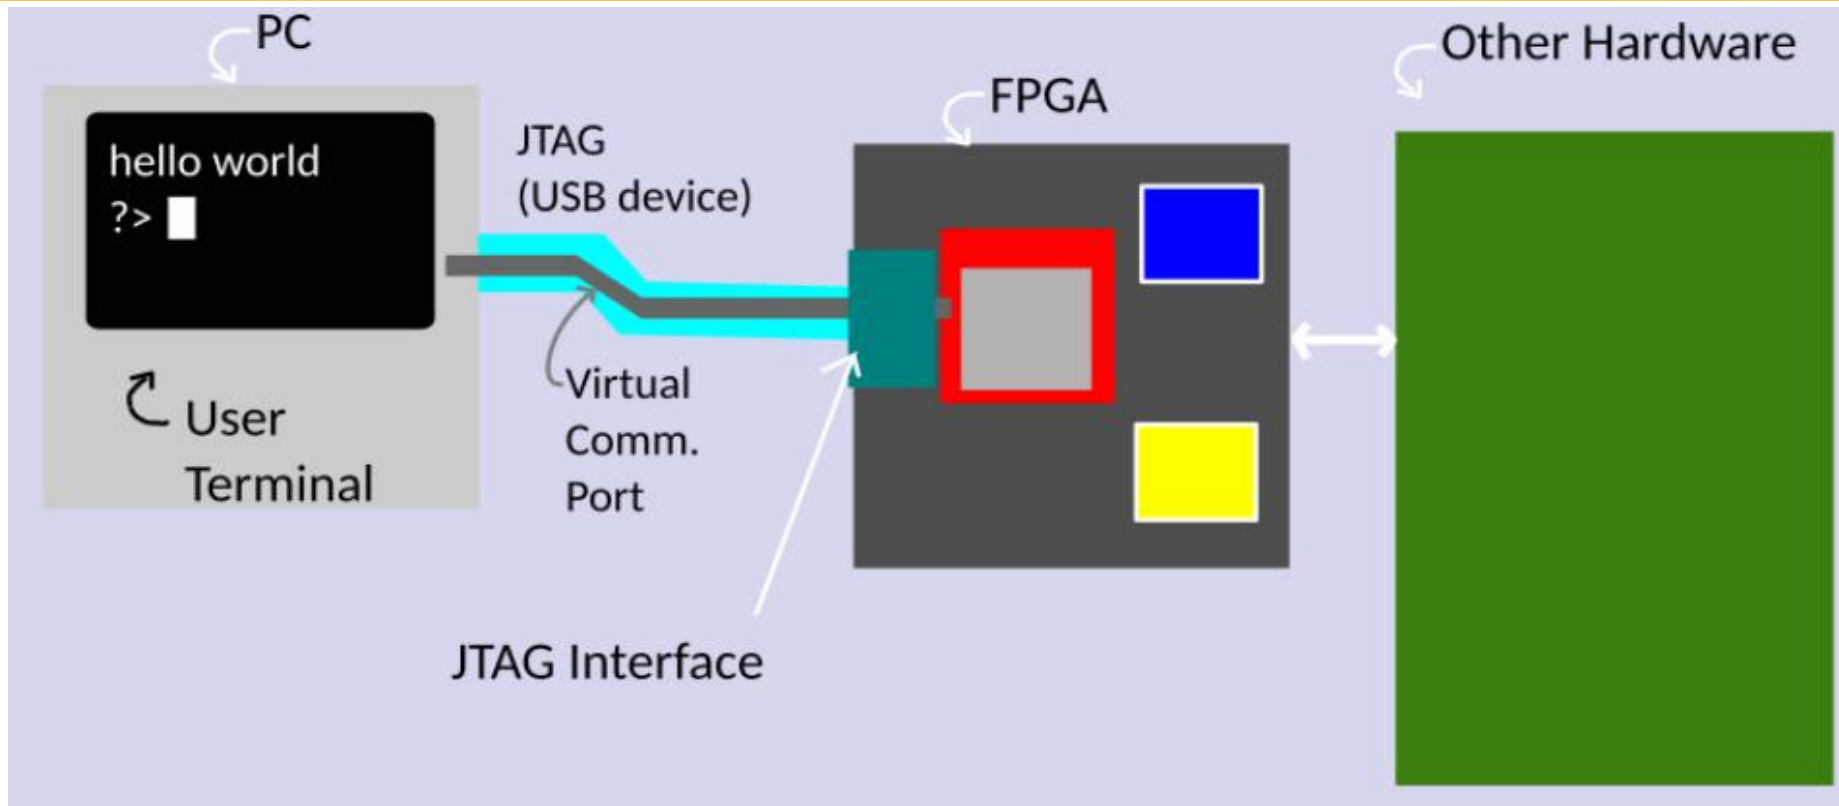 PC
hello world
?>
User
Terminal
JTAG
(USB device)
Virtual
Comm.
Port
JTAG Interface
FPGA
Other Hardware